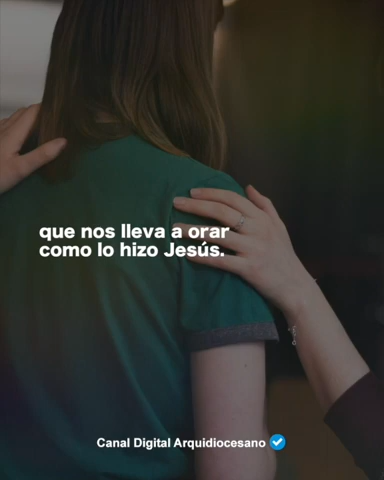 que nos lleva a orar
como lo hizo Jesús.
Canal Digital Arquidiocesano